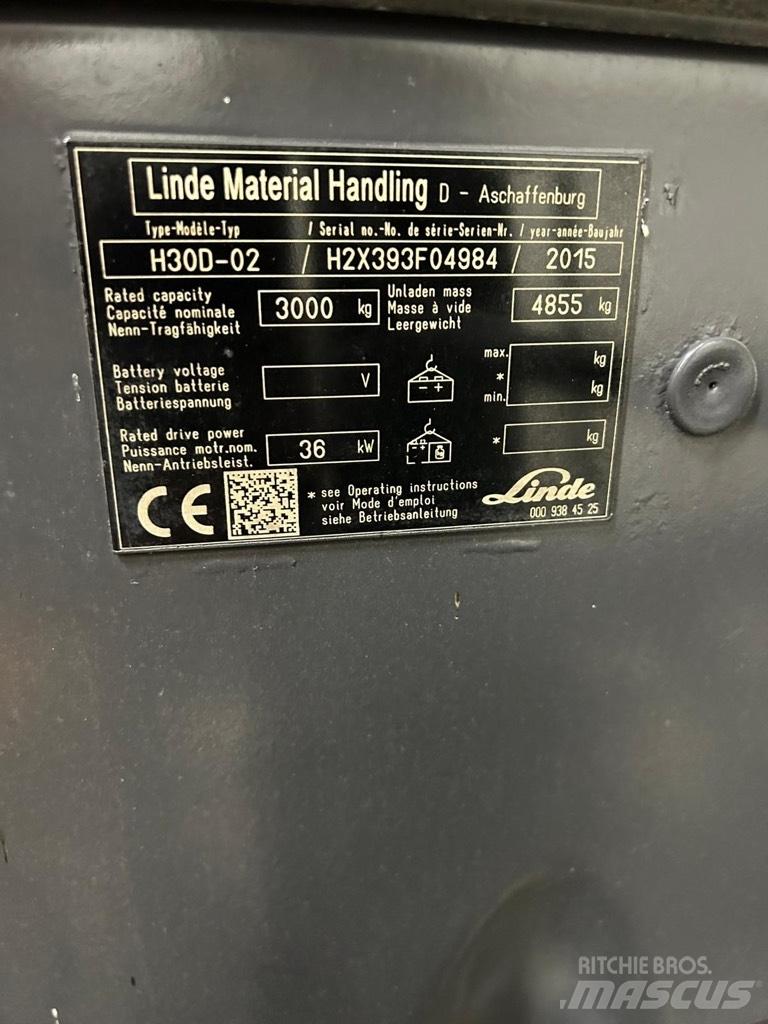 Linde Material Handling D - Aschaffenburg
Type-Modèle-Typ / Serial no.-No. de série-Serien-Nr. / year-année-Baujahr
H30D-02 / H2X393F04984 / 2015
Rated capacity
Capacité nominale
Nenn-Tragfähigkeit
3000 kg
Unladen mass
Masse à vide
Leergewicht
4855 kg
Battery voltage
Tension batterie
Batteriespannung
V
- +
max. kg
*
min. kg
Rated drive power
Puissance motr.nom.
Nenn-Antriebsleist.
36 kW
- +
* kg
CE
* see Operating instructions
voir Mode d'emploi
siehe Betriebsanleitung
Linde
000 938 45 25
RITCHIE BROS.
MASCUS